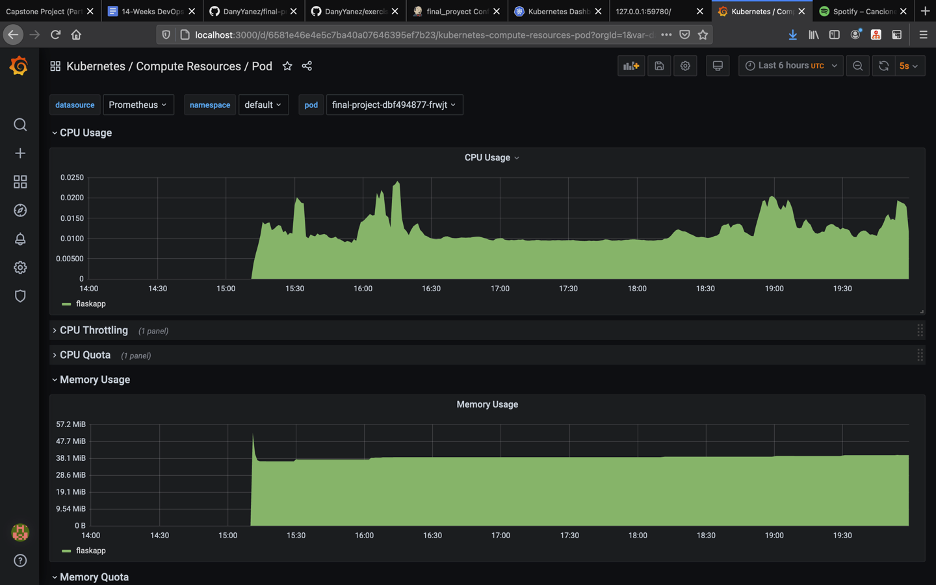 Capstone Project (Part
14-Weeks DevOps
DanyYanez/final-p
DanyYanez/exerci
final_proyect Conf
Kubernetes Dashb
127.0.0.1:59780/
Kubernetes / Comp
Spotify – Cancione
localhost:3000/d/6581e46e4e5c7ba40a07646395ef7b23/kubernetes-compute-resources-pod?orgId=1&var-d
Kubernetes / Compute Resources / Pod
Last 6 hours UTC
5s
datasource Prometheus namespace default pod final-project-dbf494877-frwjt
CPU Usage
CPU Usage
0.0250
0.0200
0.0150
0.0100
0.00500
0
14:00 14:30 15:00 15:30 16:00 16:30 17:00 17:30 18:00 18:30 19:00 19:30
flaskapp
CPU Throttling (1 panel)
CPU Quota (1 panel)
Memory Usage
Memory Usage
57.2 MiB
47.7 MiB
38.1 MiB
28.6 MiB
19.1 MiB
9.54 MiB
0 B
14:00 14:30 15:00 15:30 16:00 16:30 17:00 17:30 18:00 18:30 19:00 19:30
flaskapp
Memory Quota